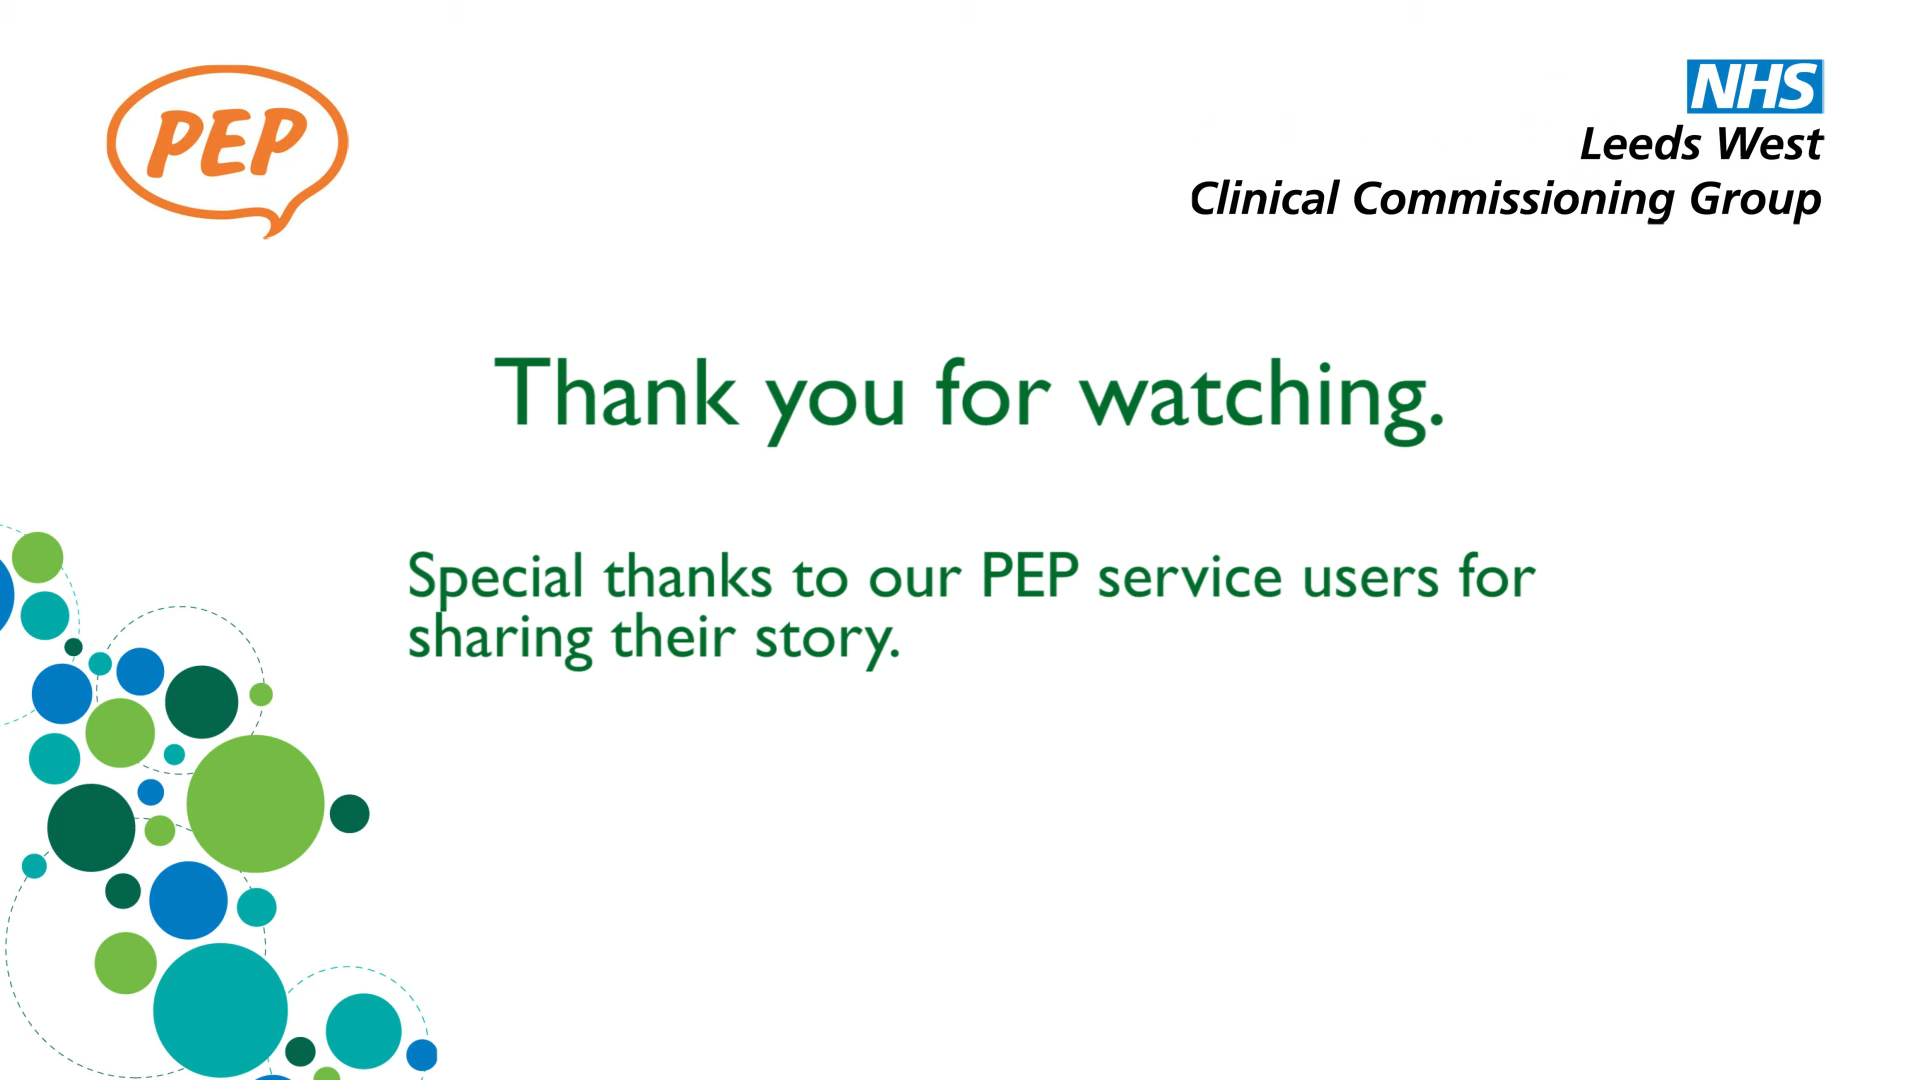 PEP
NHS
Leeds West
Clinical Commissioning Group
Thank you for watching.
Special thanks to our PEP service users for
sharing their story.